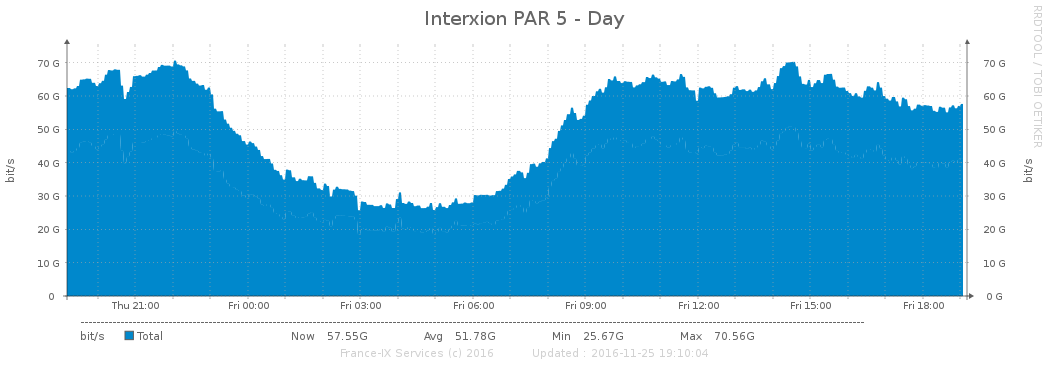 Interxion PAR 5 - Day
RRDTOOL / TOBI OETIKER
bit/s
70 G 70 G
60 G 60 G
50 G 50 G
40 G 40 G
30 G 30 G
20 G 20 G
10 G 10 G
0 0 G
bit/s
Thu 21:00 Fri 00:00 Fri 03:00 Fri 06:00 Fri 09:00 Fri 12:00 Fri 15:00 Fri 18:00
bit/s Total Now 57.55G Avg 51.78G Min 25.67G Max 70.56G
France-IX Services (c) 2016 Updated : 2016-11-25 19:10:04